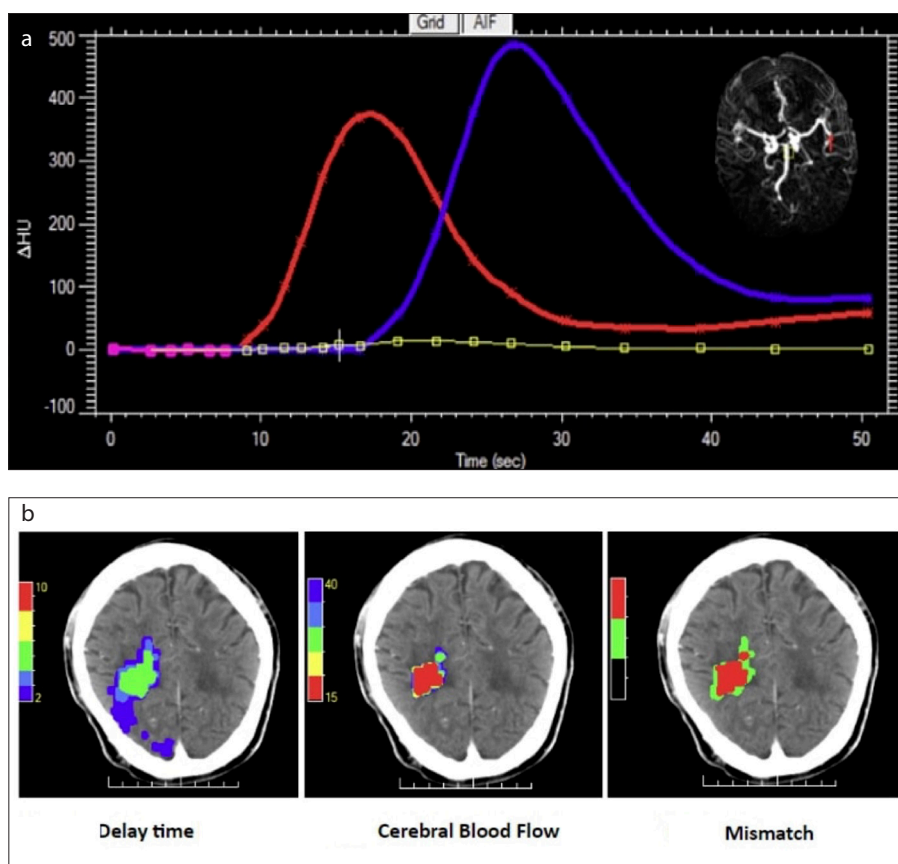 Grid AIF
a
500
400
300
200
100
0
-100
ΔHU
0 10 20 30 40 50
Time (sec)
b
10
2
40
15
Delay time Cerebral Blood Flow Mismatch